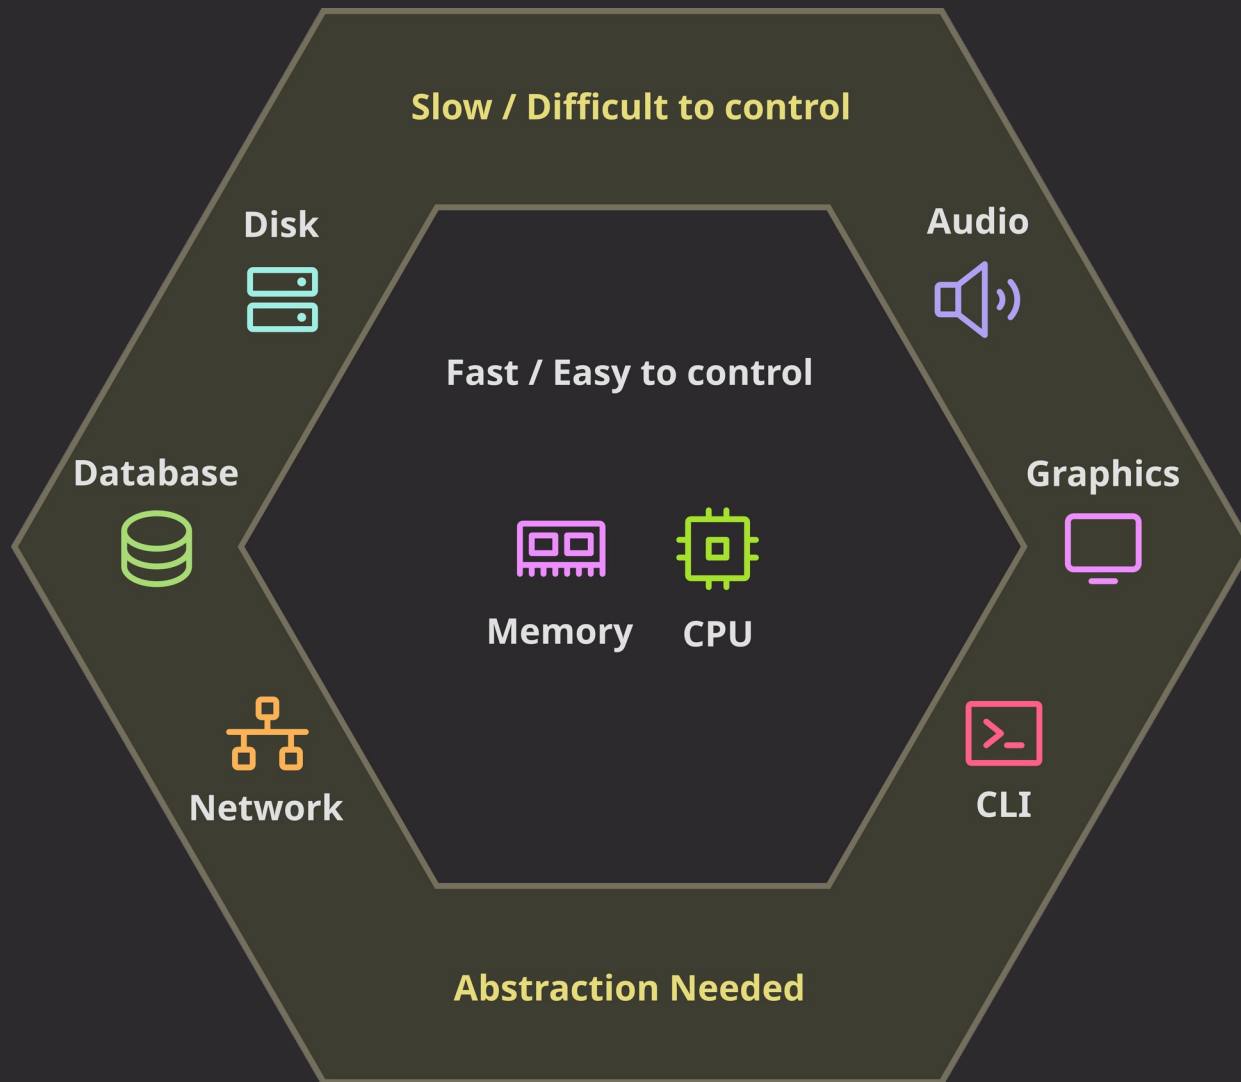 Slow / Difficult to control
Disk
Audio
Fast / Easy to control
Database
Graphics
Memory
CPU
Network
CLI
Abstraction Needed